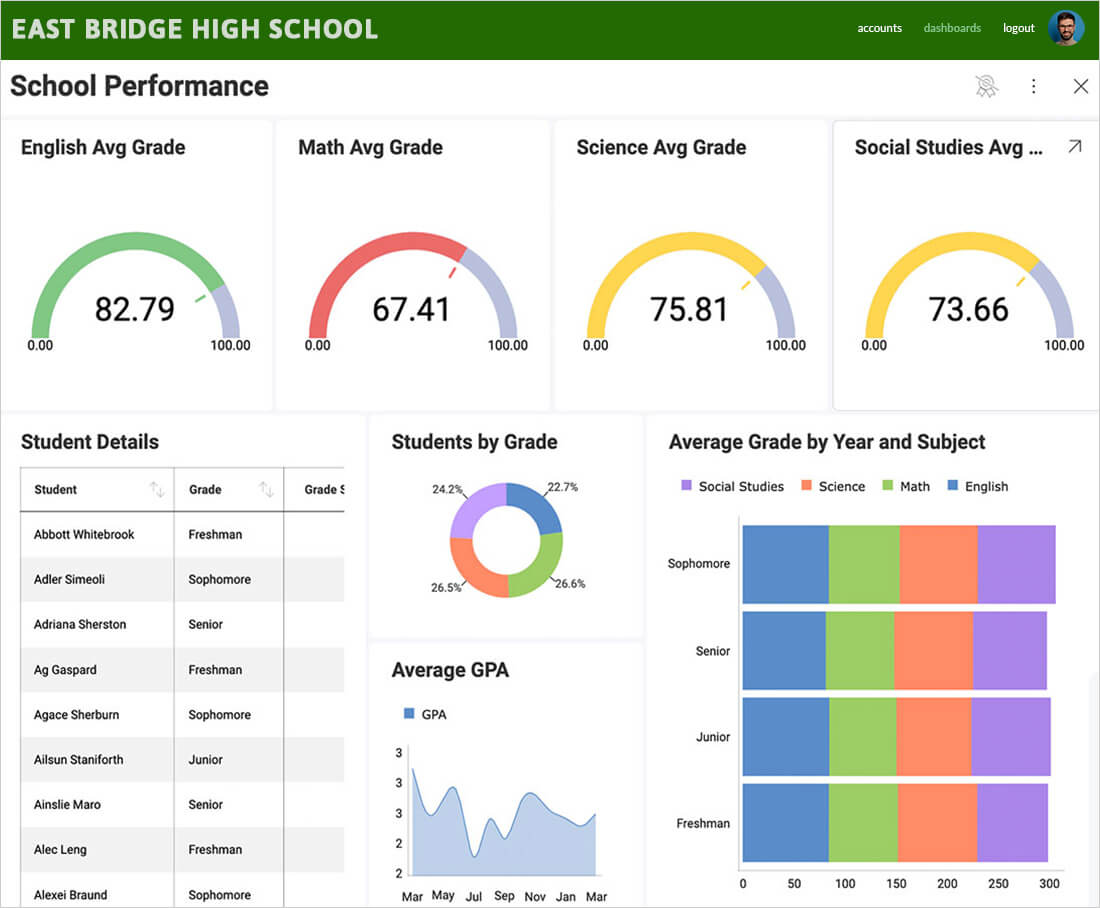 EAST BRIDGE HIGH SCHOOL
accounts dashboards logout
School Performance
English Avg Grade
82.79
0.00 100.00
Math Avg Grade
67.41
0.00 100.00
Science Avg Grade
75.81
0.00 100.00
Social Studies Avg ...
73.66
0.00 100.00
Student Details
Student Grade Grade S
Abbott Whitebrook Freshman
Adler Simeoli Sophomore
Adriana Sherston Senior
Ag Gaspard Freshman
Agace Sherburn Sophomore
Ailsun Staniforth Junior
Ainslie Maro Senior
Alec Leng Freshman
Alexei Braund Sophomore
Students by Grade
24.2% 22.7%
26.5% 26.6%
Average GPA
GPA
3
3
3
2
2
Mar May Jul Sep Nov Jan Mar
Average Grade by Year and Subject
Social Studies Science Math English
Sophomore
Senior
Junior
Freshman
0 50 100 150 200 250 300